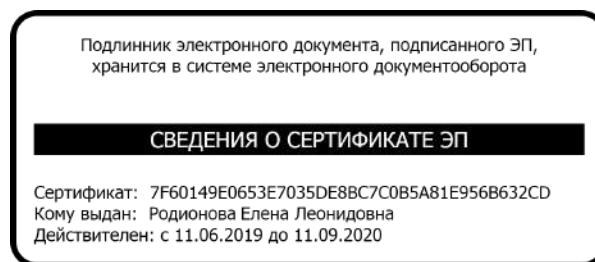 Подлинник электронного документа, подписанного ЭП,
хранится в системе электронного документооборота
СВЕДЕНИЯ О СЕРТИФИКАТЕ ЭП
Сертификат: 7F60149E0653E7035DE8BC7C0B5A81E956B632CD
Кому выдан: Родионова Елена Леонидовна
Действителен: с 11.06.2019 до 11.09.2020